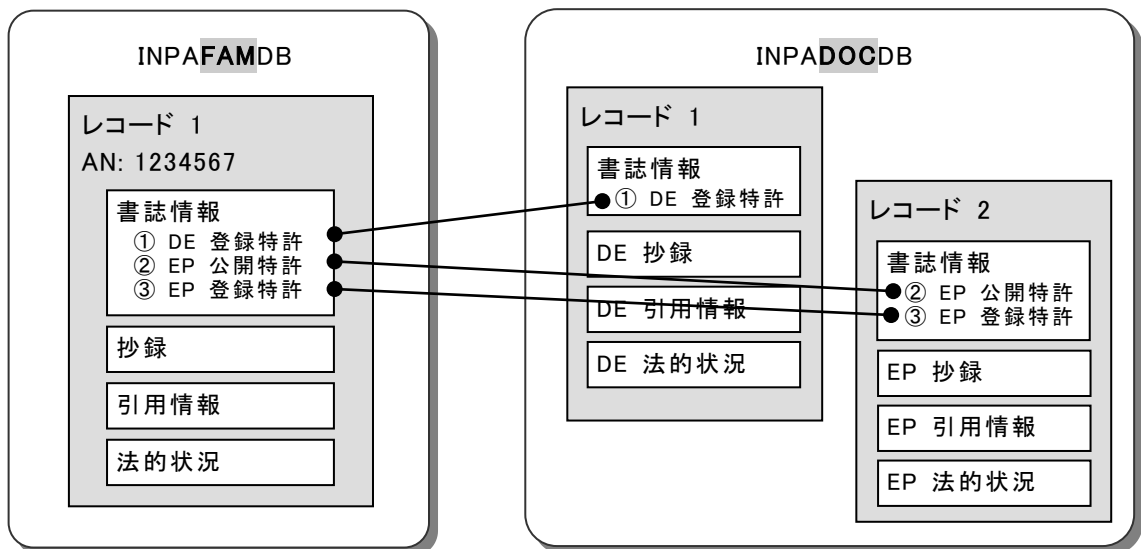 INPAFAMDB
レコード 1
AN: 1234567
書誌情報
① DE 登録特許
② EP 公開特許
③ EP 登録特許
抄録
引用情報
法的状況
INPADOCDB
レコード 1
書誌情報
① DE 登録特許
DE 抄録
DE 引用情報
DE 法的状況
レコード 2
書誌情報
② EP 公開特許
③ EP 登録特許
EP 抄録
EP 引用情報
EP 法的状況